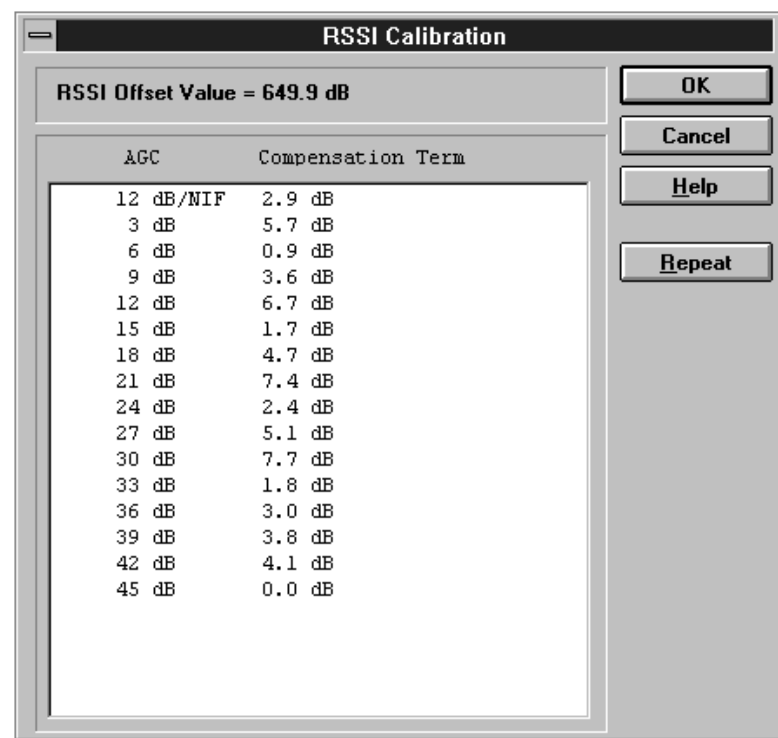 RSSI Calibration
RSSI Offset Value = 649.9 dB
OK
Cancel
Help
Repeat
AGC Compensation Term
12 dB/NIF 2.9 dB
3 dB 5.7 dB
6 dB 0.9 dB
9 dB 3.6 dB
12 dB 6.7 dB
15 dB 1.7 dB
18 dB 4.7 dB
21 dB 7.4 dB
24 dB 2.4 dB
27 dB 5.1 dB
30 dB 7.7 dB
33 dB 1.8 dB
36 dB 3.0 dB
39 dB 3.8 dB
42 dB 4.1 dB
45 dB 0.0 dB